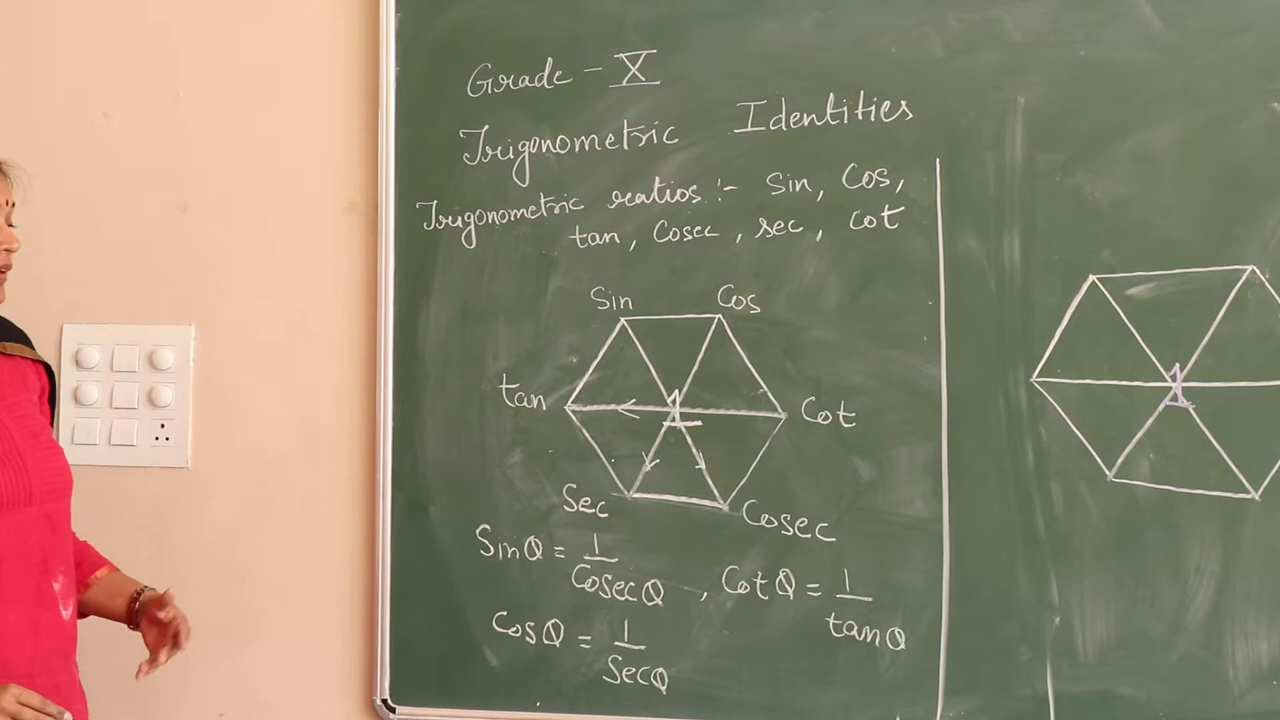 Grade - X
Trigonometric Identities
Trigonometric ratios :- Sin, Cos,
tan, Cosec, sec, Cot
Sin Cos
tan 1 Cot
Sec Cosec
Sinθ = 1/Cosecθ , Cotθ = 1/tanθ
Cosθ = 1/Secθ
1